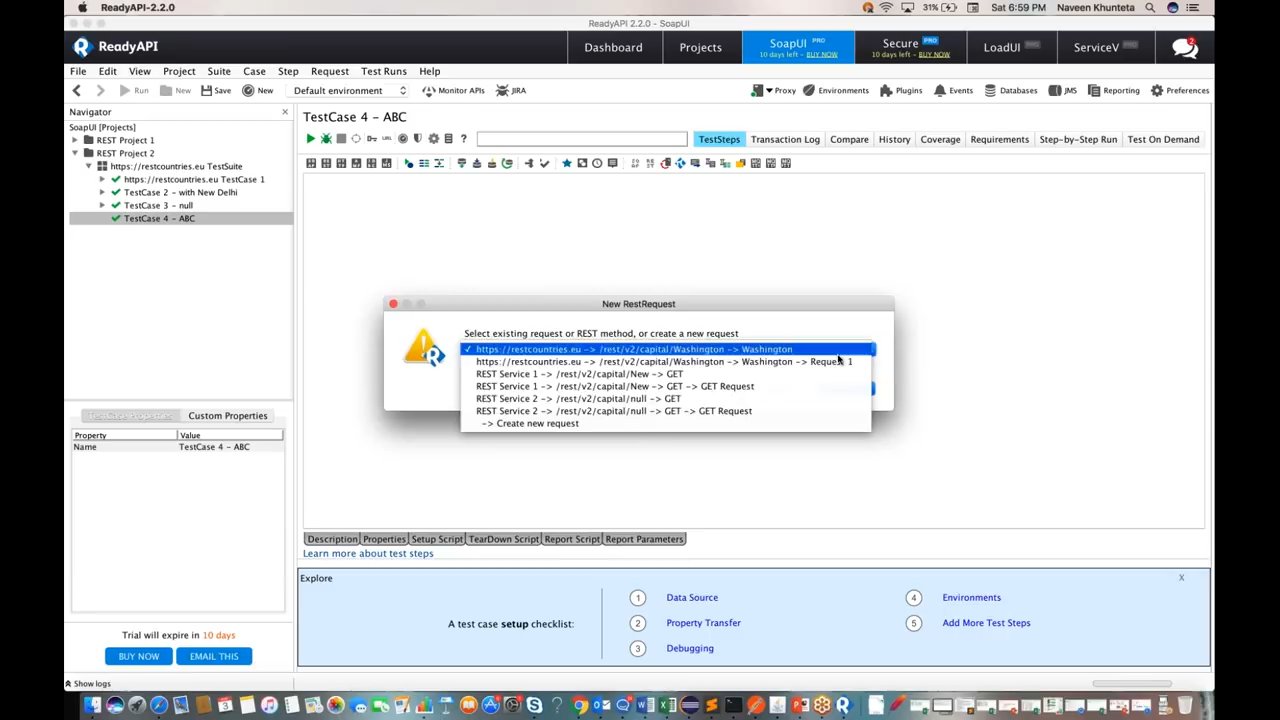 ReadyAPI-2.2.0
31%
Sat 6:59 PM
Naveen Khunteta
ReadyAPI 2.2.0 - SoapUI
ReadyAPI
Dashboard
Projects
SoapUI PRO
10 days left - BUY NOW
Secure PRO
10 days left - BUY NOW
LoadUI
ServiceV
2
File Edit View Project Suite Case Step Request Test Runs Help
Run New Save New Default environment Monitor APIs JIRA Proxy Environments Plugins Events Databases JMS Reporting Preferences
Navigator
SoapUI [Projects]
REST Project 1
REST Project 2
https://restcountries.eu TestSuite
https://restcountries.eu TestCase 1
TestCase 2 - with New Delhi
TestCase 3 - null
TestCase 4 - ABC
TestCase 4 - ABC
TestSteps Transaction Log Compare History Coverage Requirements Step-by-Step Run Test On Demand
New RestRequest
Select existing request or REST method, or create a new request
✓ https://restcountries.eu -> /rest/v2/capital/Washington -> Washington
https://restcountries.eu -> /rest/v2/capital/Washington -> Washington -> Request 1
REST Service 1 -> /rest/v2/capital/New -> GET
REST Service 1 -> /rest/v2/capital/New -> GET -> GET Request
REST Service 2 -> /rest/v2/capital/null -> GET
REST Service 2 -> /rest/v2/capital/null -> GET -> GET Request
-> Create new request
TestCase Properties Custom Properties
Property Value
Name TestCase 4 - ABC
Description Properties Setup Script TearDown Script Report Script Report Parameters
Learn more about test steps
Explore X
A test case setup checklist:
1 Data Source
2 Property Transfer
3 Debugging
4 Environments
5 Add More Test Steps
Trial will expire in 10 days
BUY NOW EMAIL THIS
Show logs